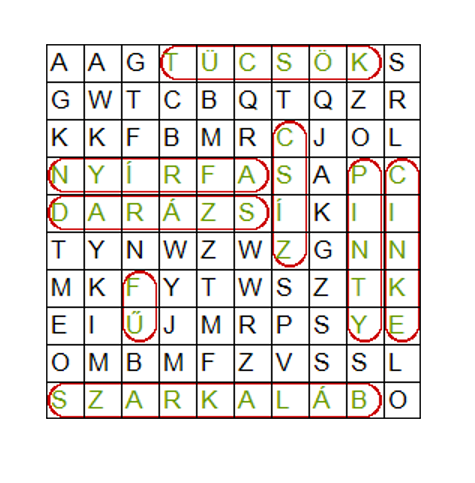 A A G T Ü C S Ö K S
G W T C B Q T Q Z R
K K F B M R C J O L
N Y Í R F A S A P C
D A R Á Z S Í K I I
T Y N W Z W Z G N N
M K F Y T W S Z T K
E I Ű J M R P S Y E
O M B M F Z V S S L
S Z A R K A L Á B O